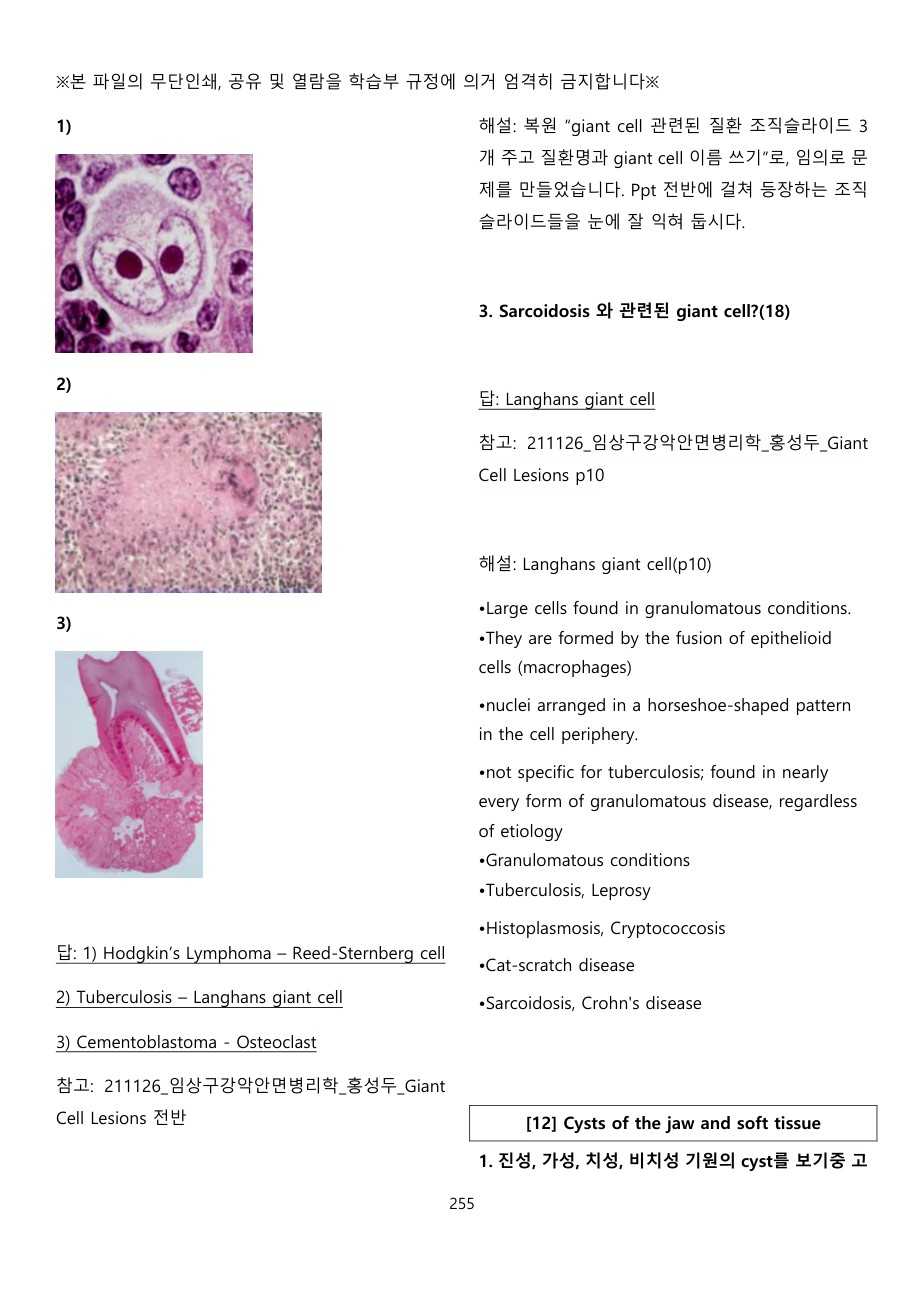 ※본 파일의 무단인쇄, 공유 및 열람을 학습부 규정에 의거 엄격히 금지합니다※
1)
2)
3)
답: 1) Hodgkin’s Lymphoma – Reed-Sternberg cell
2) Tuberculosis – Langhans giant cell
3) Cementoblastoma - Osteoclast
참고: 211126_임상구강악안면병리학_홍성두_Giant
Cell Lesions 전반
해설: 복원 “giant cell 관련된 질환 조직슬라이드 3
개 주고 질환명과 giant cell 이름 쓰기”로, 임의로 문
제를 만들었습니다. Ppt 전반에 걸쳐 등장하는 조직
슬라이드들을 눈에 잘 익혀 둡시다.
3. Sarcoidosis 와 관련된 giant cell?(18)
답: Langhans giant cell
참고: 211126_임상구강악안면병리학_홍성두_Giant
Cell Lesions p10
해설: Langhans giant cell(p10)
•Large cells found in granulomatous conditions.
•They are formed by the fusion of epithelioid
cells (macrophages)
•nuclei arranged in a horseshoe-shaped pattern
in the cell periphery.
•not specific for tuberculosis; found in nearly
every form of granulomatous disease, regardless
of etiology
•Granulomatous conditions
•Tuberculosis, Leprosy
•Histoplasmosis, Cryptococcosis
•Cat-scratch disease
•Sarcoidosis, Crohn's disease
[12] Cysts of the jaw and soft tissue
1. 진성, 가성, 치성, 비치성 기원의 cyst를 보기중 고
255